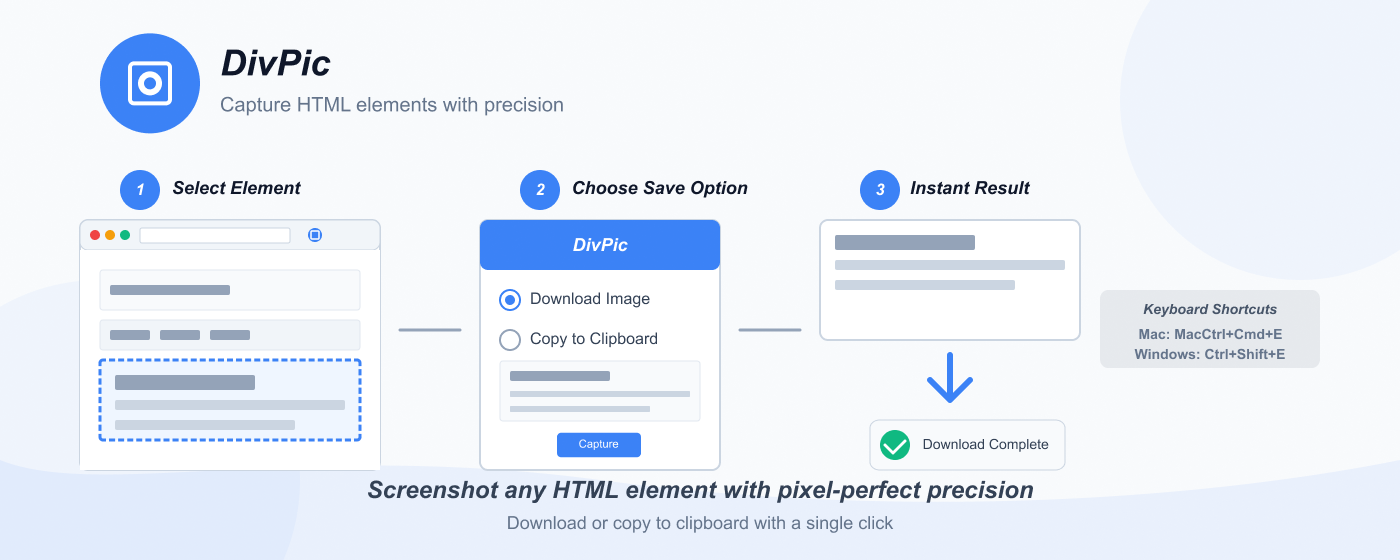 DivPic
Capture HTML elements with precision
1 Select Element
2 Choose Save Option
3 Instant Result
DivPic
Download Image
Copy to Clipboard
Capture
Download Complete
Keyboard Shortcuts
Mac: MacCtrl+Cmd+E
Windows: Ctrl+Shift+E
Screenshot any HTML element with pixel-perfect precision
Download or copy to clipboard with a single click